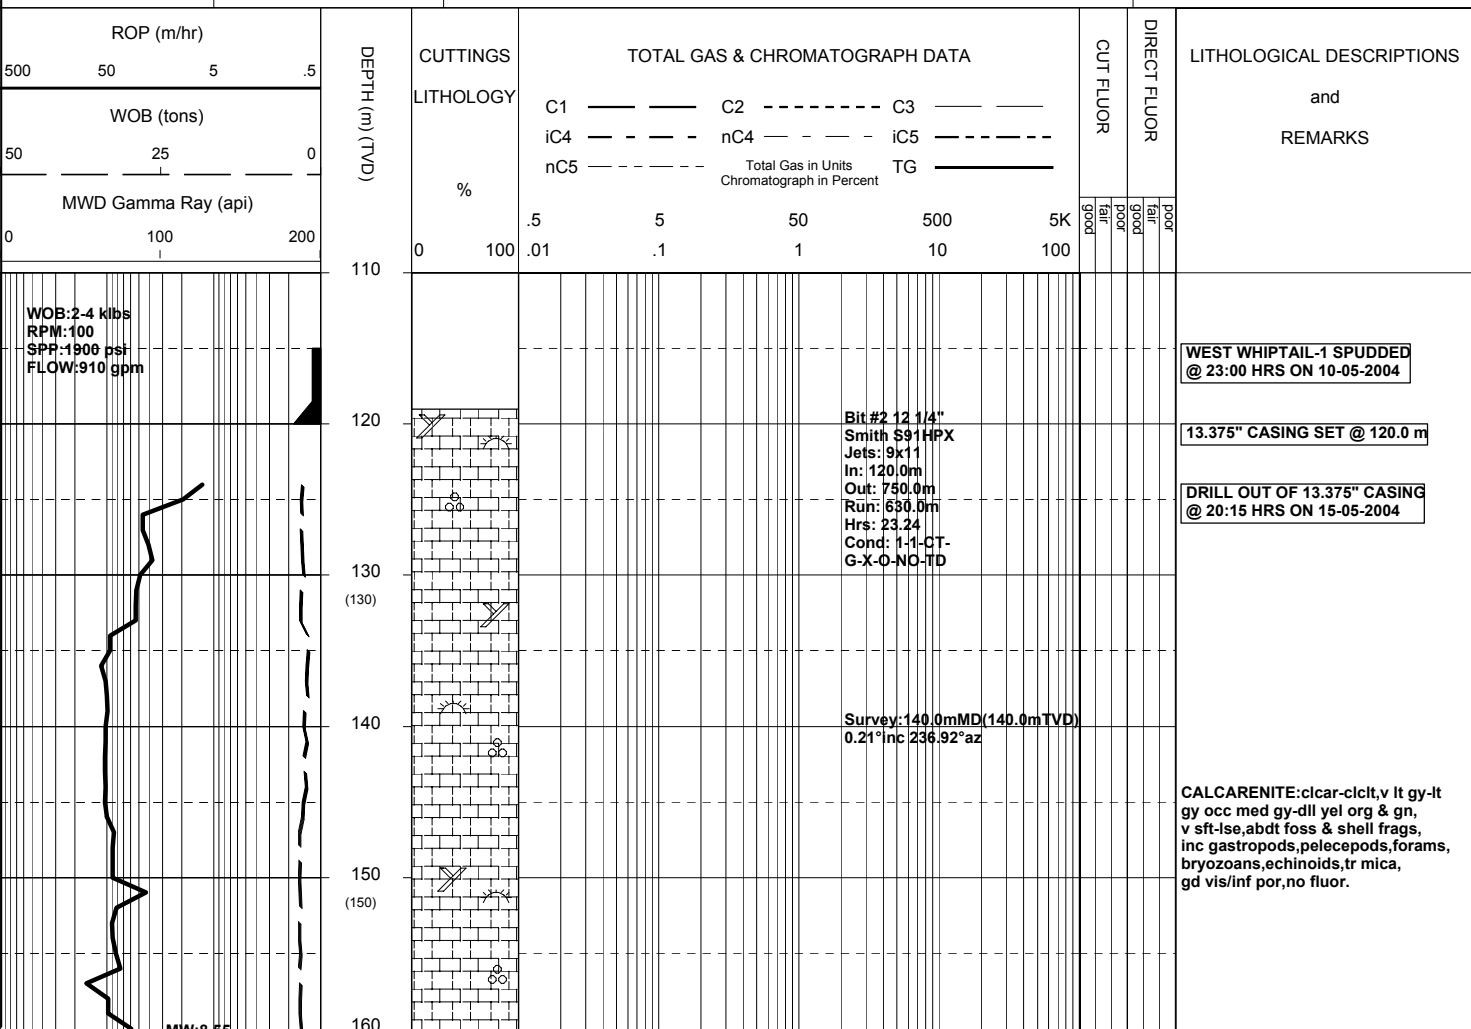 ROP (m/hr)
500 50 5 .5
WOB (tons)
50 25 0
MWD Gamma Ray (api)
0 100 200
DEPTH (m) (TVD)
CUTTINGS
LITHOLOGY
%
0 100
TOTAL GAS & CHROMATOGRAPH DATA
C1 C2 C3
iC4 nC4 iC5
nC5 Total Gas in Units TG
Chromatograph in Percent
.5 5 50 500 5K
.01 .1 1 10 100
CUT FLUOR
good
fair
poor
DIRECT FLUOR
good
fair
poor
LITHOLOGICAL DESCRIPTIONS
and
REMARKS
110
WOB:2-4 klbs
RPM:100
SPP:1900 psi
FLOW:910 gpm
WEST WHIPTAIL-1 SPUDDED
@ 23:00 HRS ON 10-05-2004
120
Bit #2 12 1/4"
Smith S91HPX
Jets: 9x11
In: 120.0m
Out: 750.0m
Run: 630.0m
Hrs: 23.24
Cond: 1-1-CT-
G-X-O-NO-TD
13.375" CASING SET @ 120.0 m
DRILL OUT OF 13.375" CASING
@ 20:15 HRS ON 15-05-2004
130
(130)
140
Survey:140.0mMD(140.0mTVD)
0.21°inc 236.92°az
CALCARENITE:clcar-clclt,v lt gy-lt
gy occ med gy-dll yel org & gn,
v sft-lse,abdt foss & shell frags,
inc gastropods,pelecepods,forams,
bryozoans,echinoids,tr mica,
gd vis/inf por,no fluor.
150
(150)
160
MW:8.55